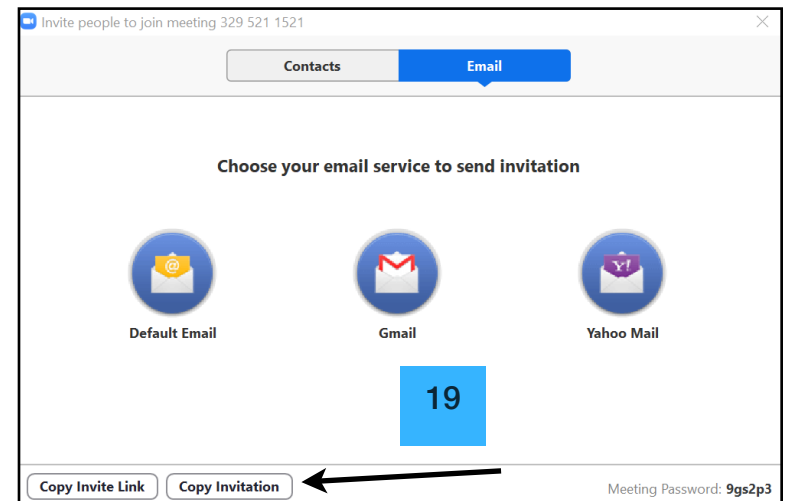 Invite people to join meeting 329 521 1521
Contacts Email
Choose your email service to send invitation
@ Y!
Default Email Gmail Yahoo Mail
19
Copy Invite Link Copy Invitation Meeting Password: 9gs2p3